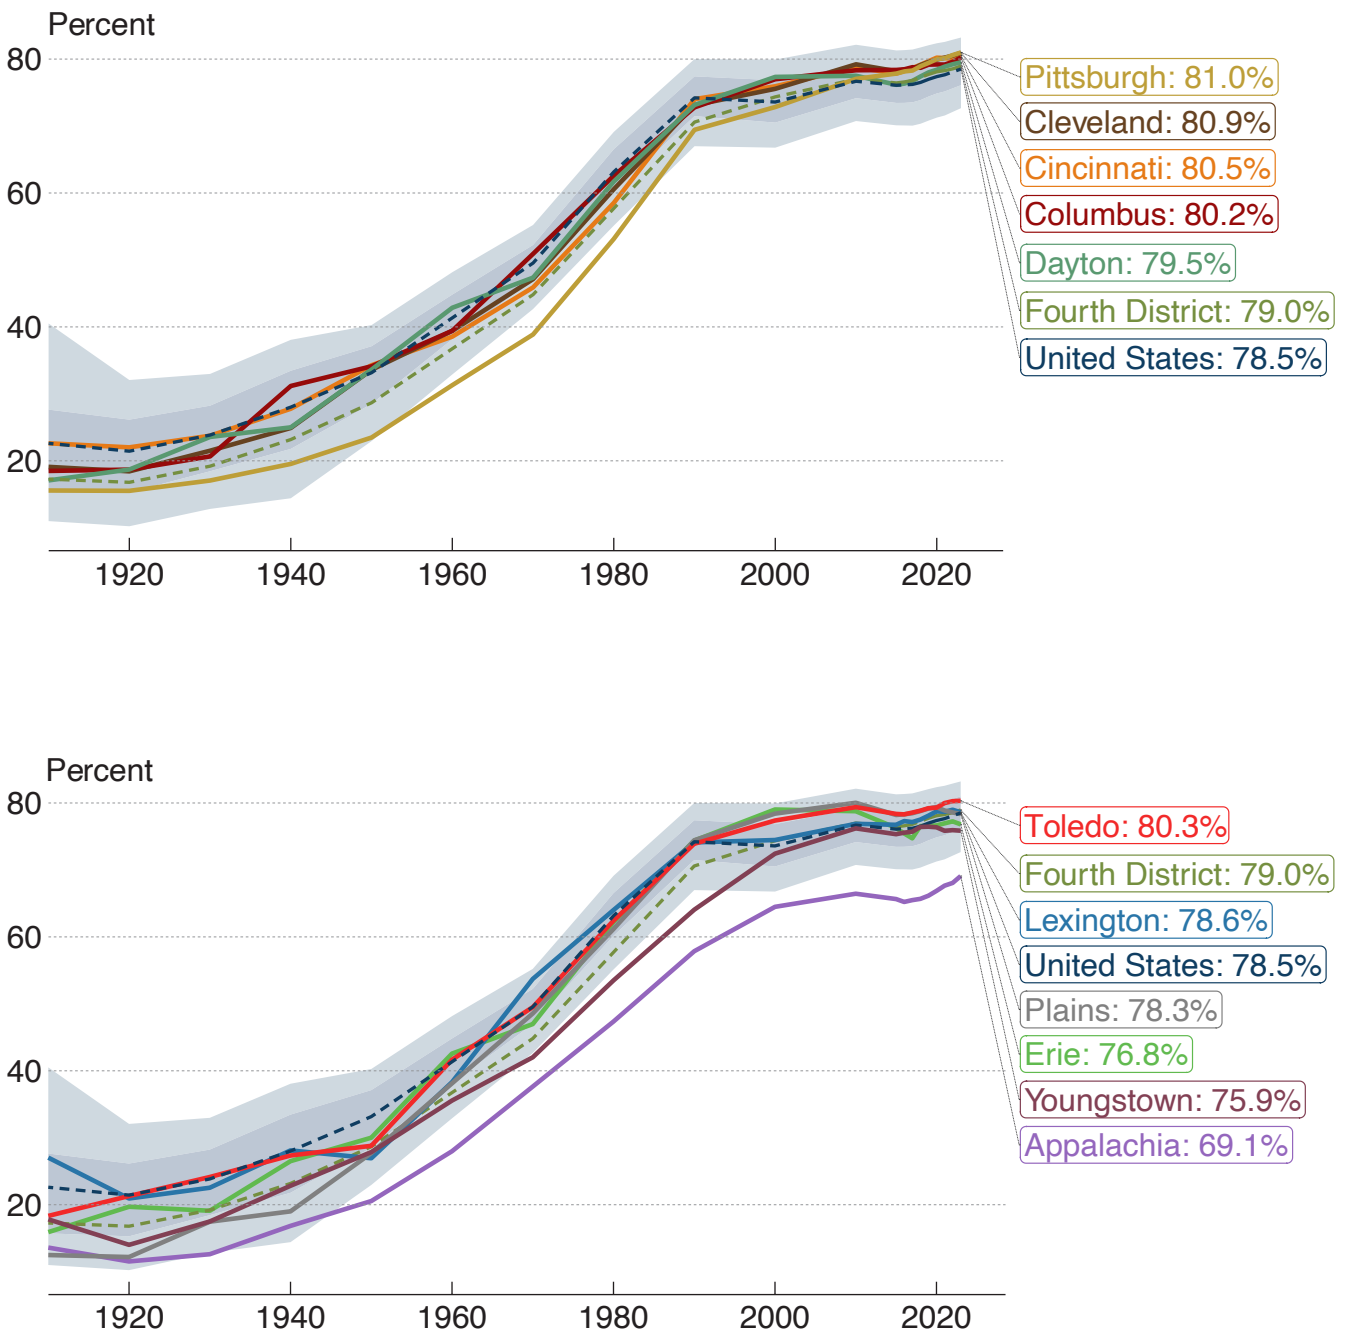 Percent
80
60
40
20
1920 1940 1960 1980 2000 2020
Pittsburgh: 81.0%
Cleveland: 80.9%
Cincinnati: 80.5%
Columbus: 80.2%
Dayton: 79.5%
Fourth District: 79.0%
United States: 78.5%
Percent
80
60
40
20
1920 1940 1960 1980 2000 2020
Toledo: 80.3%
Fourth District: 79.0%
Lexington: 78.6%
United States: 78.5%
Plains: 78.3%
Erie: 76.8%
Youngstown: 75.9%
Appalachia: 69.1%